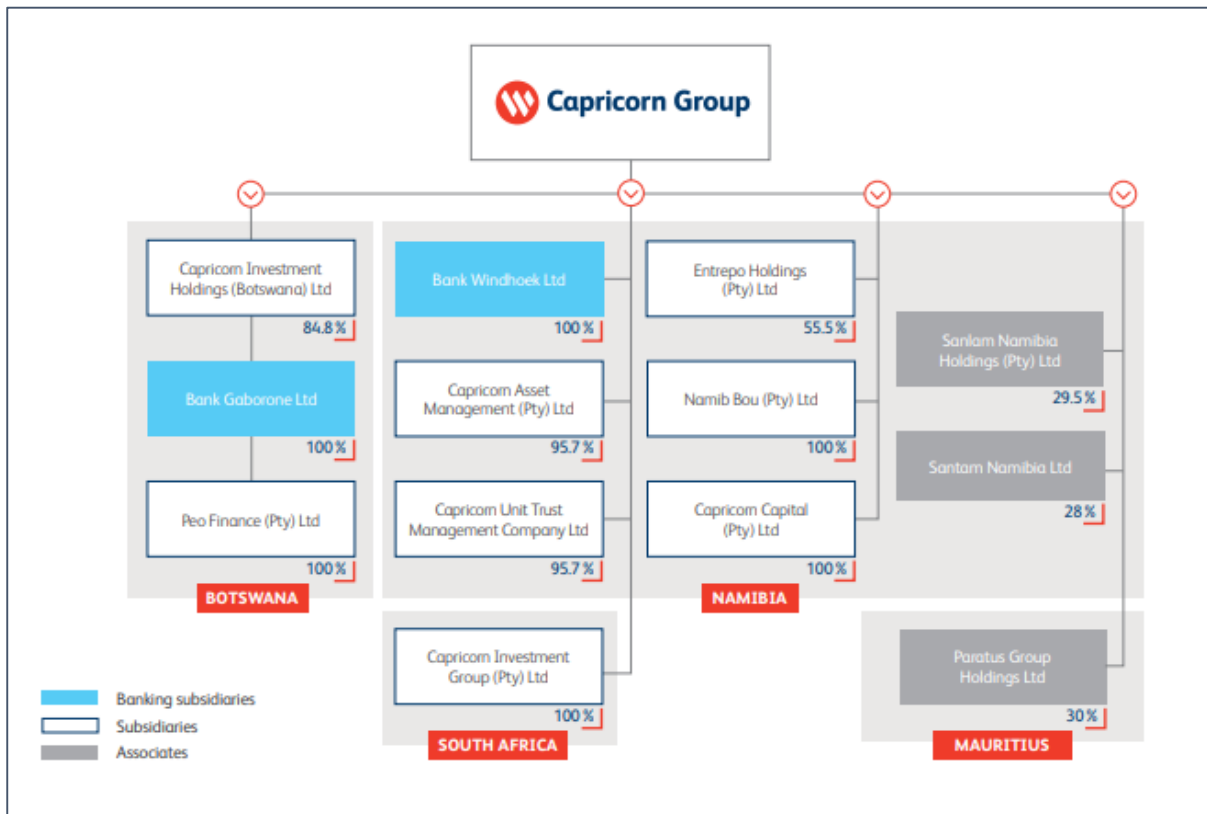 Capricorn Group
Capricorn Investment
Holdings (Botswana) Ltd
84.8%
Bank Gaborone Ltd
100%
Peo Finance (Pty) Ltd
100%
BOTSWANA
Bank Windhoek Ltd
100%
Capricorn Asset
Management (Pty) Ltd
95.7%
Capricorn Unit Trust
Management Company Ltd
95.7%
Entrepo Holdings
(Pty) Ltd
55.5%
Namib Bou (Pty) Ltd
100%
Capricorn Capital
(Pty) Ltd
100%
Sanlam Namibia
Holdings (Pty) Ltd
29.5%
Santam Namibia Ltd
28%
NAMIBIA
Capricorn Investment
Group (Pty) Ltd
100%
SOUTH AFRICA
Paratus Group
Holdings Ltd
30%
MAURITIUS
Banking subsidiaries
Subsidiaries
Associates